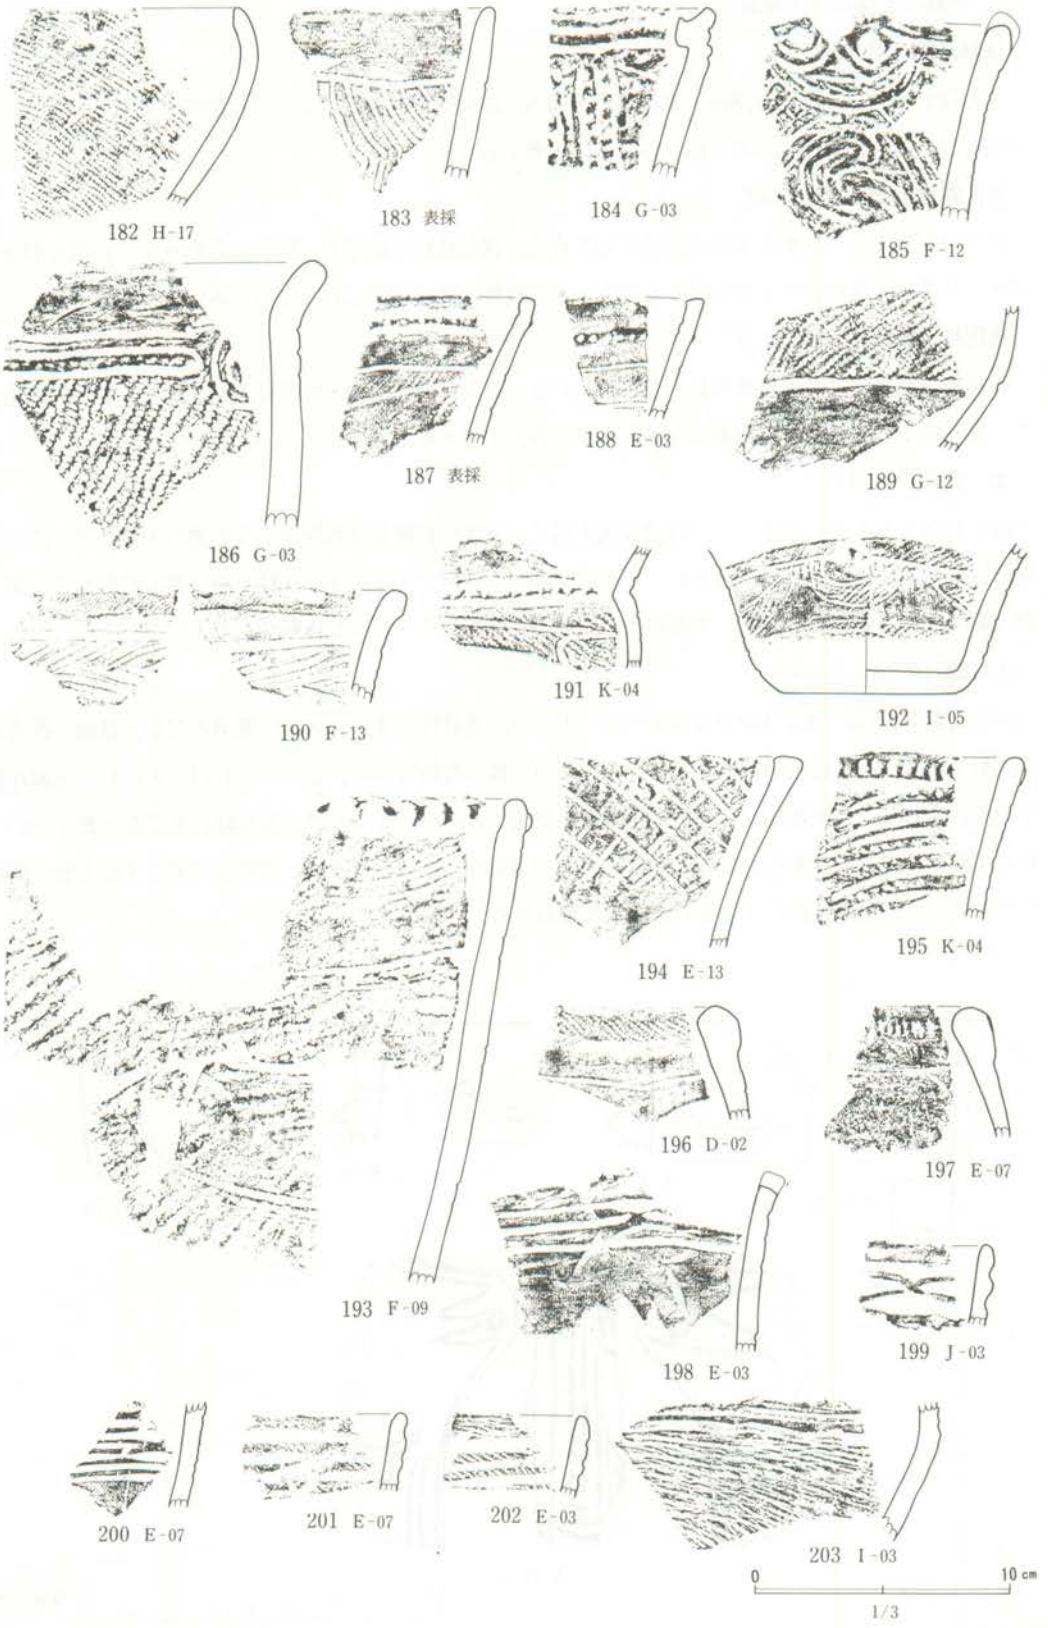 182 H-17
183 表採
184 G-03
185 F-12
186 G-03
187 表採
188 E-03
189 G-12
190 F-13
191 K-04
192 I-05
193 F-09
194 E-13
195 K-04
196 D-02
197 E-07
198 E-03
199 J-03
200 E-07
201 E-07
202 E-03
203 I-03
0 10 cm
1/3